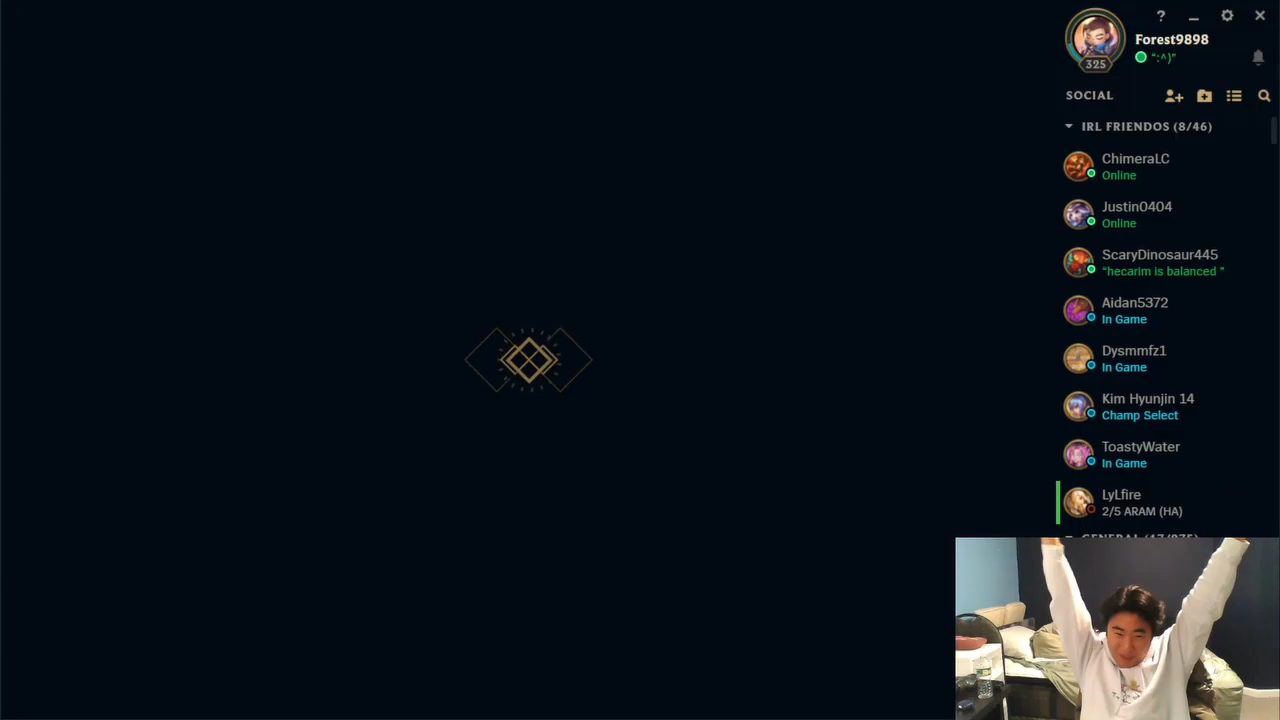 ?
Forest9898
325
":^)"
SOCIAL
IRL FRIENDOS (8/46)
ChimeraLC
Online
Justin0404
Online
ScaryDinosaur445
"hecarim is balanced "
Aidan5372
In Game
Dysmmfz1
In Game
Kim Hyunjin 14
Champ Select
ToastyWater
In Game
LyLfire
2/5 ARAM (HA)